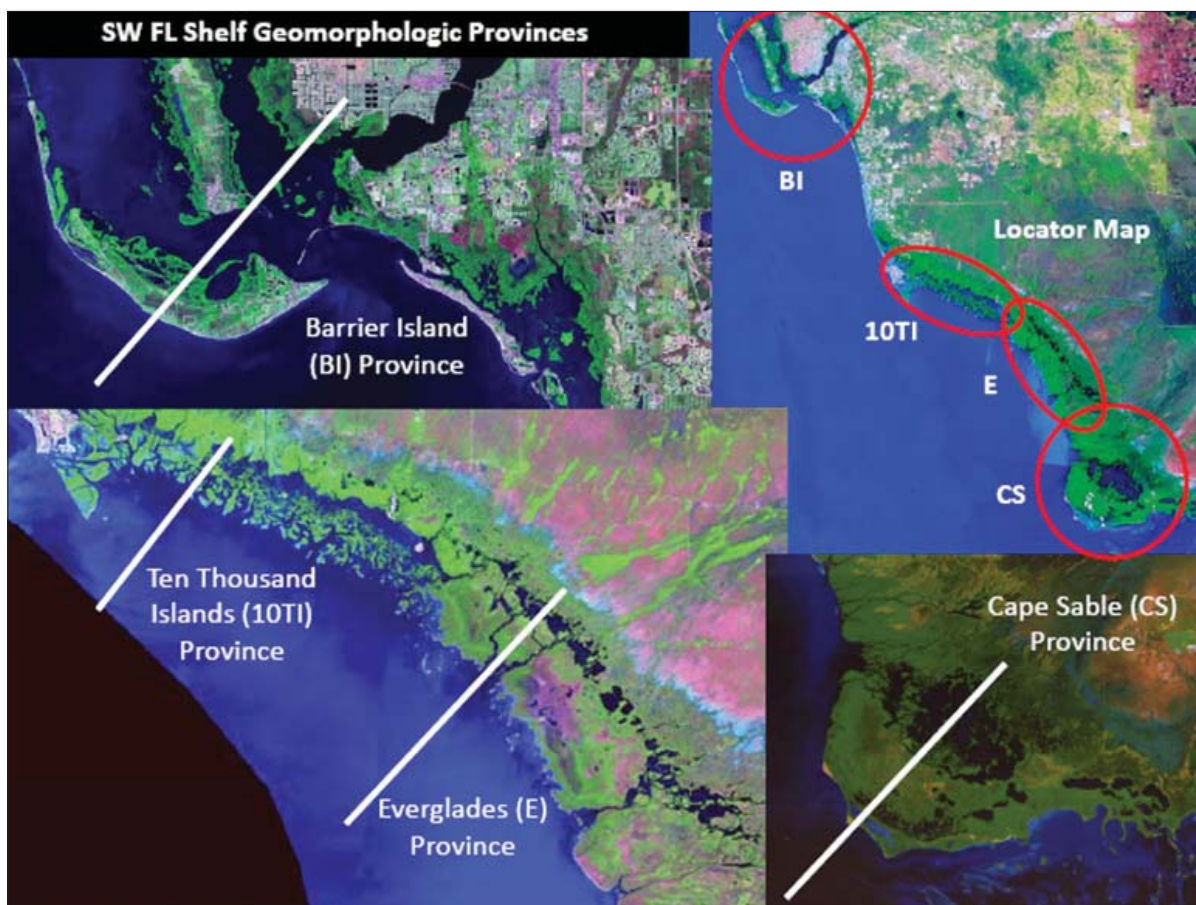 SW FL Shelf Geomorphologic Provinces
Barrier Island
(BI) Province
BI
Locator Map
10TI
E
CS
Ten Thousand
Islands (10TI)
Province
Everglades (E)
Province
Cape Sable (CS)
Province